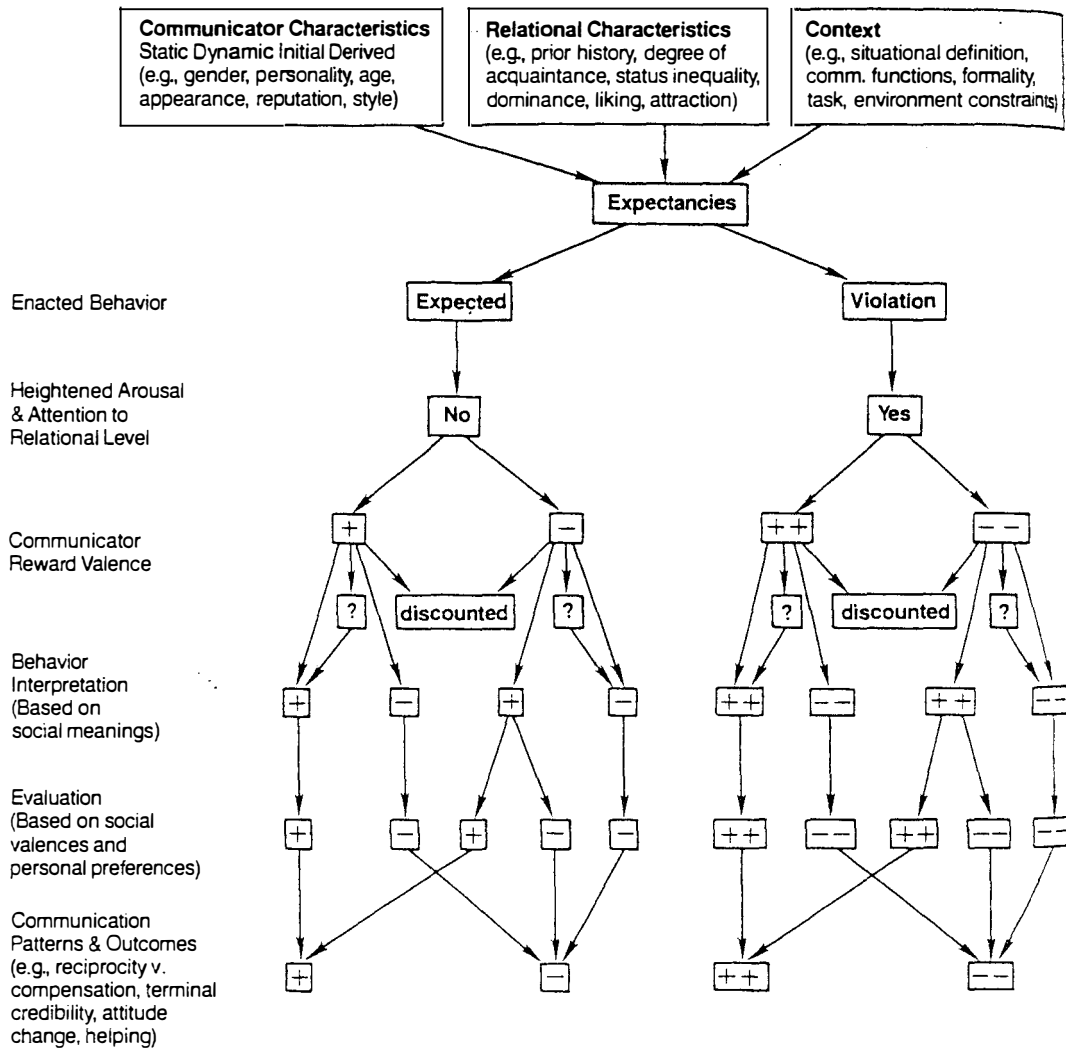 Communicator Characteristics
Static Dynamic Initial Derived
(e.g., gender, personality, age,
appearance, reputation, style)
Relational Characteristics
(e.g., prior history, degree of
acquaintance, status inequality,
dominance, liking, attraction)
Context
(e.g., situational definition,
comm. functions, formality,
task, environment constraints)
Expectancies
Enacted Behavior
Expected
Violation
Heightened Arousal
& Attention to
Relational Level
No
Yes
Communicator
Reward Valence
+ − ++ −−
? discounted ? ? discounted ?
Behavior
Interpretation
(Based on
social meanings)
+ − + − ++ −− ++ −−
Evaluation
(Based on social
valences and
personal preferences)
+ − + − − ++ −− ++ −− −−
Communication
Patterns & Outcomes
(e.g., reciprocity v.
compensation, terminal
credibility, attitude
change, helping)
+ − ++ −−